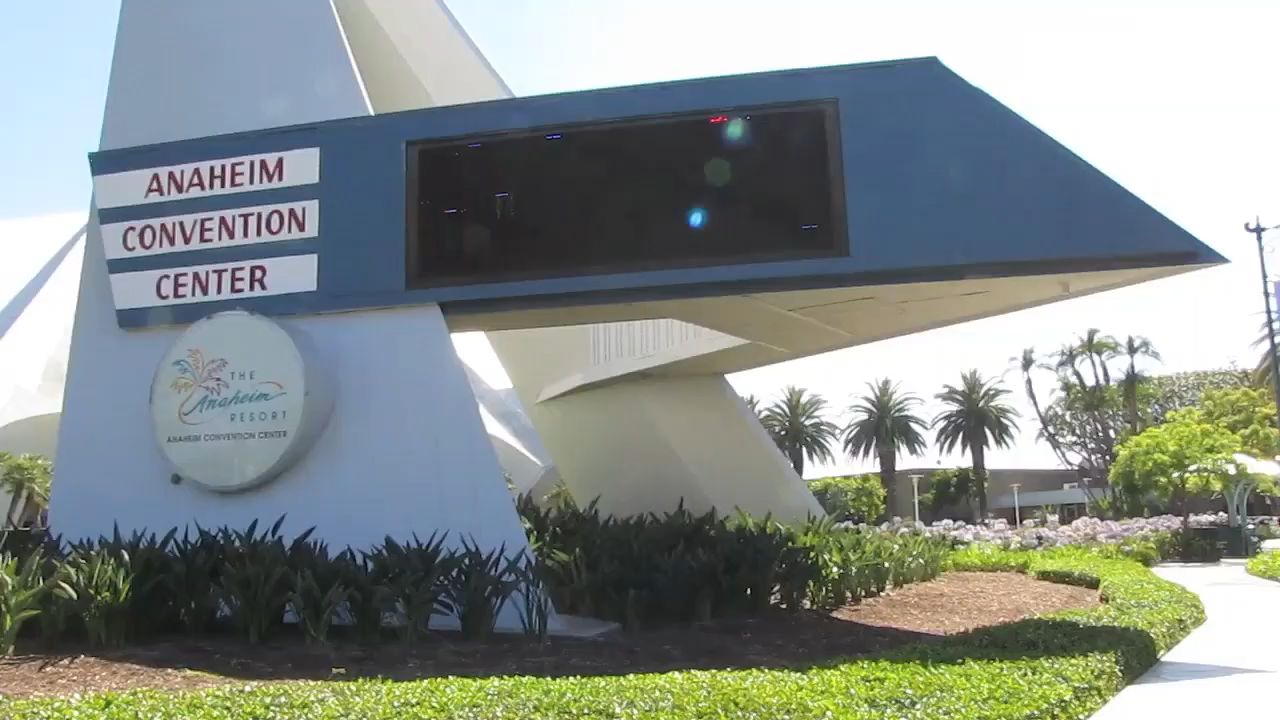 ANAHEIM
CONVENTION
CENTER
THE
Anaheim
RESORT
ANAHEIM CONVENTION CENTER